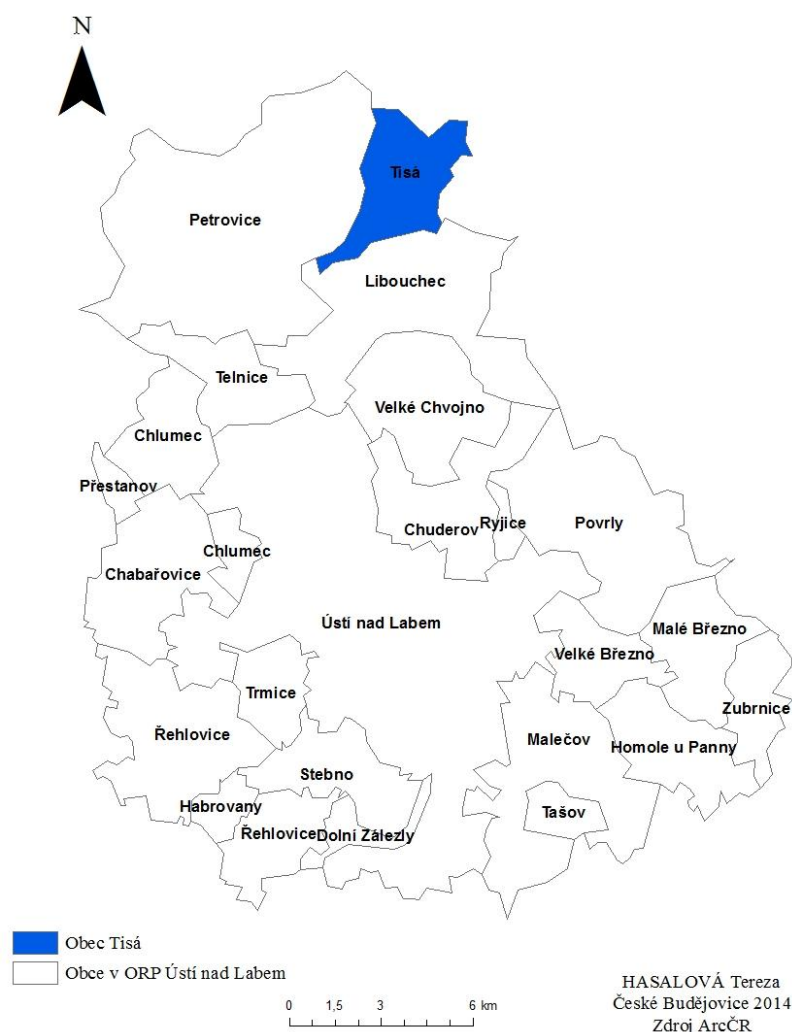 N
Tisá
Petrovice
Libouchec
Telnice
Velké Chvojno
Chlumec
Přestanov
Chuderov
Ryjice
Povrly
Chlumec
Chabařovice
Ústí nad Labem
Malé Březno
Velké Březno
Trmice
Zubrnice
Řehlovice
Malečov
Homole u Panny
Stebno
Habrovany
Tašov
Řehlovice
Dolní Zálezly
Obec Tisá
Obce v ORP Ústí nad Labem
0 1,5 3 6 km
HASALOVÁ Tereza
České Budějovice 2014
Zdroj ArcČR